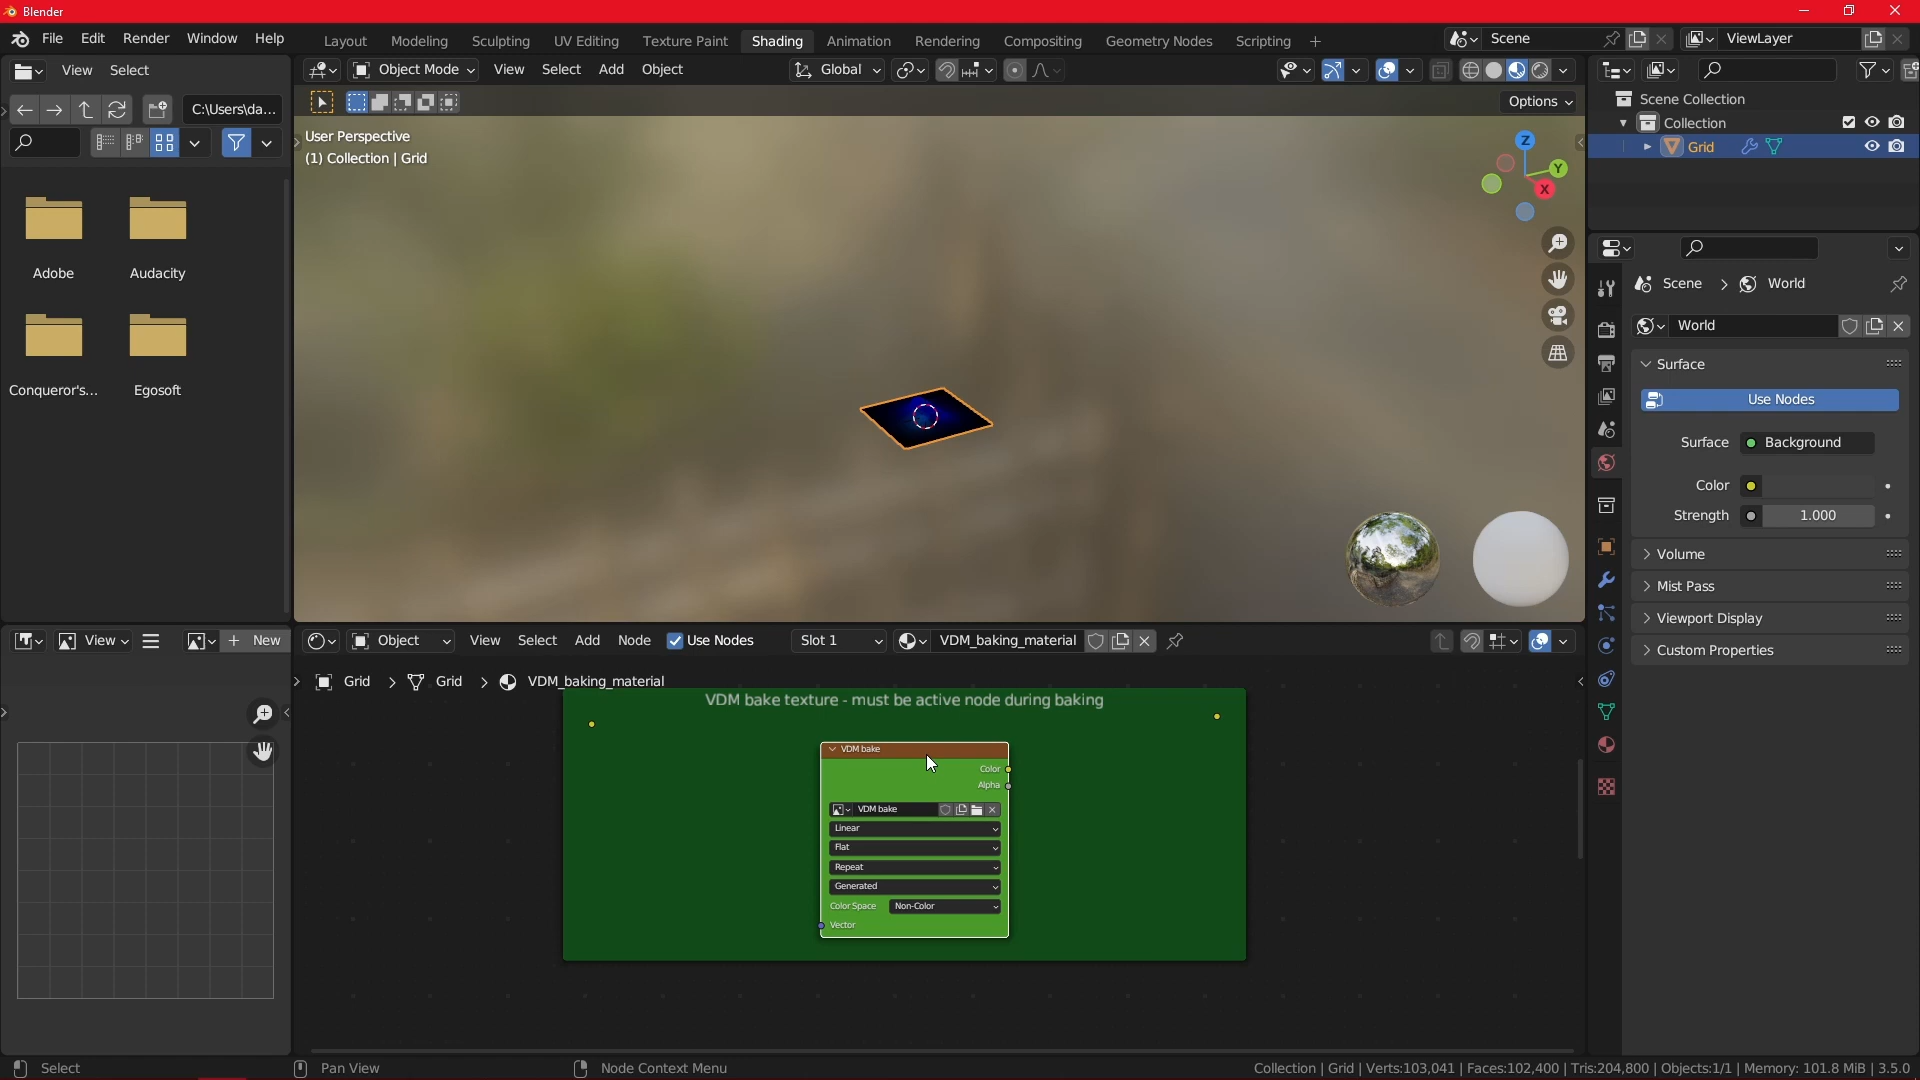 Blender
File Edit Render Window Help
Layout Modeling Sculpting UV Editing Texture Paint Shading Animation Rendering Compositing Geometry Nodes Scripting +
Scene
ViewLayer
View Select
C:\Users\da...
Adobe
Audacity
Conqueror's...
Egosoft
Object Mode View Select Add Object
Global
Options
User Perspective
(1) Collection | Grid
Z
Y
X
Scene Collection
Collection
Grid
Scene > World
World
Surface
Use Nodes
Surface Background
Color
Strength 1.000
Volume
Mist Pass
Viewport Display
Custom Properties
View
+ New
Object View Select Add Node Use Nodes Slot 1 VDM_baking_material
Grid > Grid > VDM_baking_material
VDM bake texture - must be active node during baking
VDM bake
Color
Alpha
VDM bake
Linear
Flat
Repeat
Generated
Color Space Non-Color
Vector
Select
Pan View
Node Context Menu
Collection | Grid | Verts:103,041 | Faces:102,400 | Tris:204,800 | Objects:1/1 | Memory: 101.8 MiB | 3.5.0